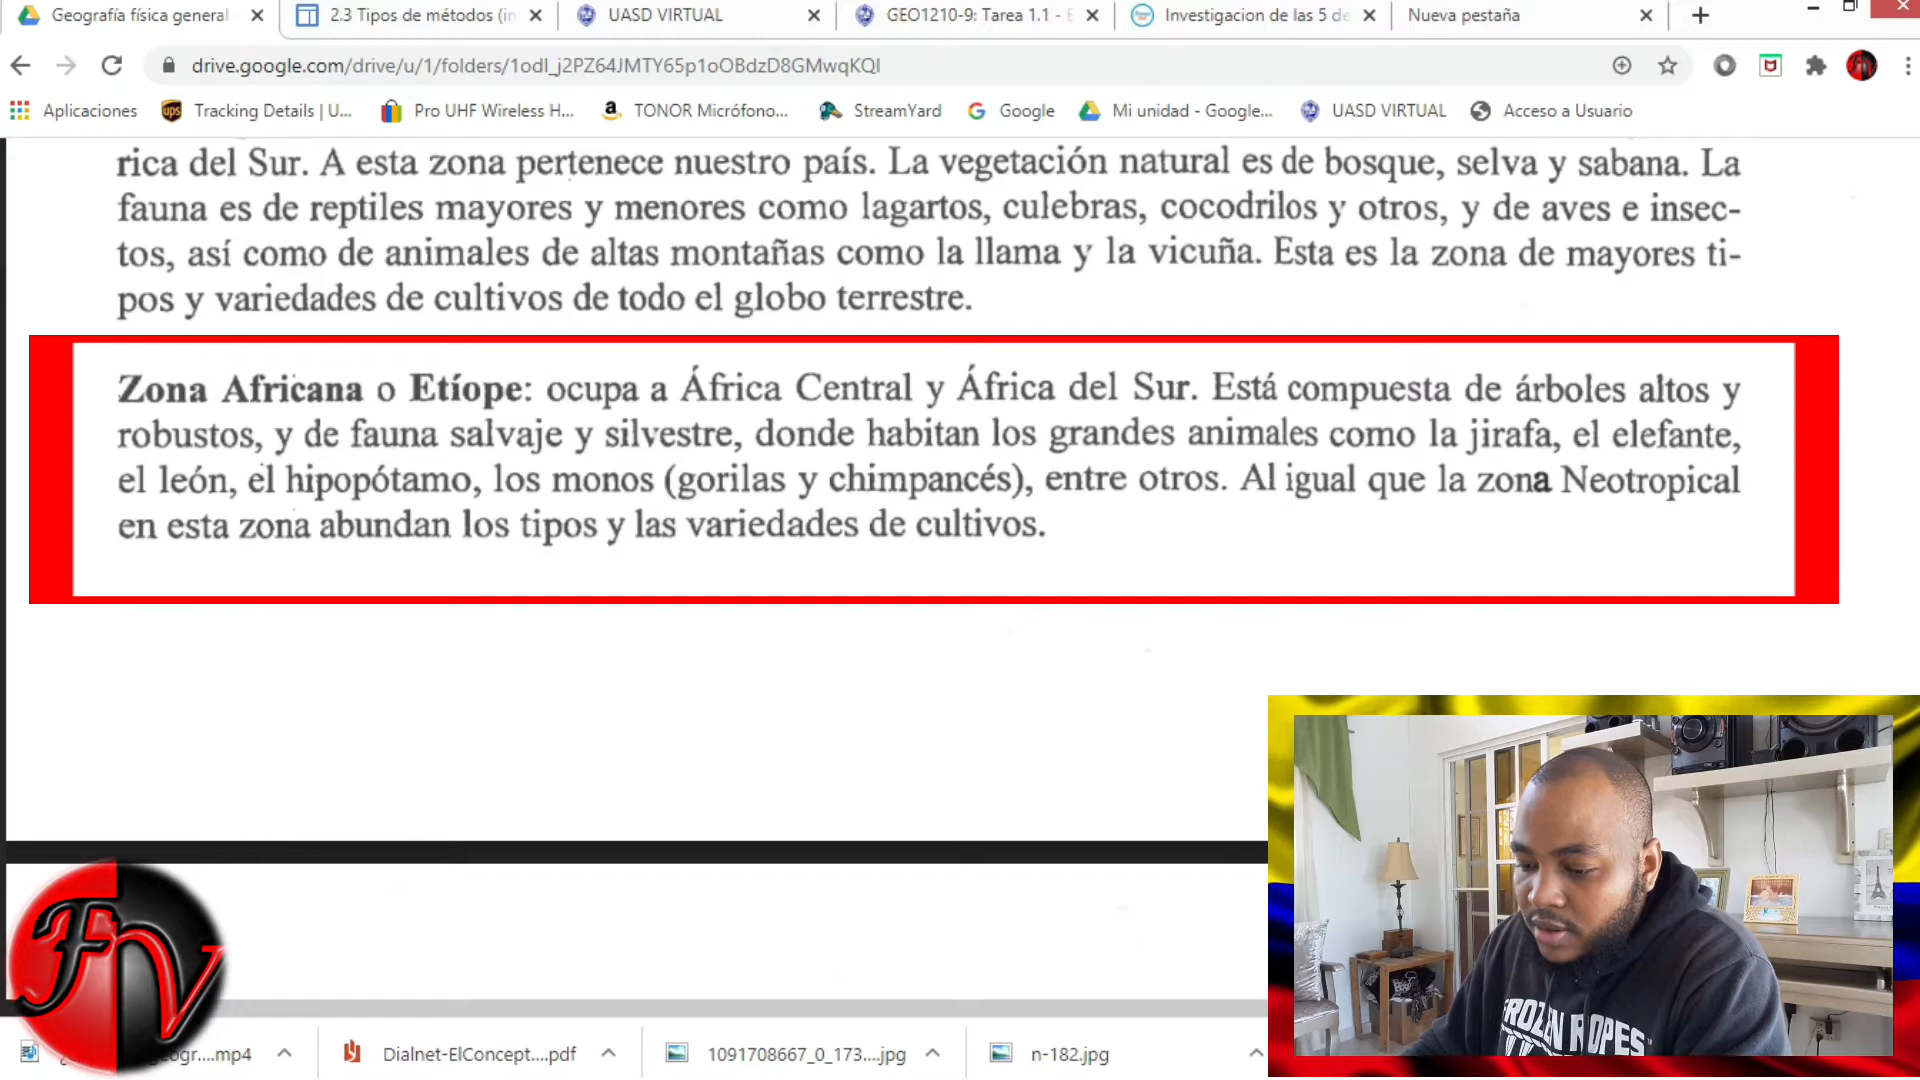 Geografía física general
2.3 Tipos de métodos (in
UASD VIRTUAL
GEO1210-9: Tarea 1.1 - E
Investigacion de las 5 de
Nueva pestaña
drive.google.com/drive/u/1/folders/1odI_j2PZ64JMTY65p1oOBdzD8GMwqKQI
Aplicaciones
Tracking Details | U...
Pro UHF Wireless H...
TONOR Micrófono...
StreamYard
Google
Mi unidad - Google...
UASD VIRTUAL
Acceso a Usuario
rica del Sur. A esta zona pertenece nuestro país. La vegetación natural es de bosque, selva y sabana. La
fauna es de reptiles mayores y menores como lagartos, culebras, cocodrilos y otros, y de aves e insec-
tos, así como de animales de altas montañas como la llama y la vicuña. Esta es la zona de mayores ti-
pos y variedades de cultivos de todo el globo terrestre.
Zona Africana o Etíope: ocupa a África Central y África del Sur. Está compuesta de árboles altos y
robustos, y de fauna salvaje y silvestre, donde habitan los grandes animales como la jirafa, el elefante,
el león, el hipopótamo, los monos (gorilas y chimpancés), entre otros. Al igual que la zona Neotropical
en esta zona abundan los tipos y las variedades de cultivos.
FV
ogr....mp4
Dialnet-ElConcept....pdf
1091708667_0_173....jpg
n-182.jpg
FROZEN ROPES